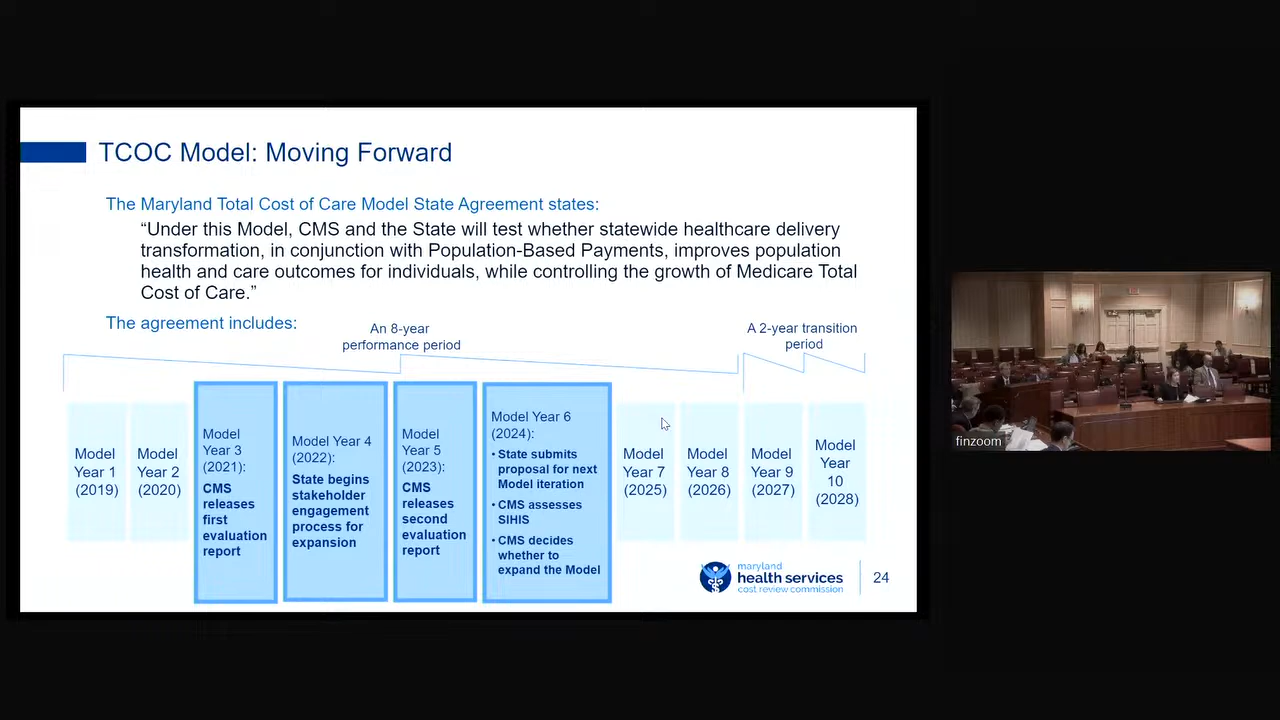 TCOC Model: Moving Forward
The Maryland Total Cost of Care Model State Agreement states:
“Under this Model, CMS and the State will test whether statewide healthcare delivery
transformation, in conjunction with Population-Based Payments, improves population
health and care outcomes for individuals, while controlling the growth of Medicare Total
Cost of Care.”
The agreement includes:
An 8-year
performance period
A 2-year transition
period
Model
Year 1
(2019)
Model
Year 2
(2020)
Model
Year 3
(2021):
CMS
releases
first
evaluation
report
Model Year 4
(2022):
State begins
stakeholder
engagement
process for
expansion
Model
Year 5
(2023):
CMS
releases
second
evaluation
report
Model Year 6
(2024):
• State submits
proposal for next
Model iteration
• CMS assesses
SIHIS
• CMS decides
whether to
expand the Model
Model
Year 7
(2025)
Model
Year 8
(2026)
Model
Year 9
(2027)
Model
Year
10
(2028)
maryland
health services
cost review commission
24
finzoom